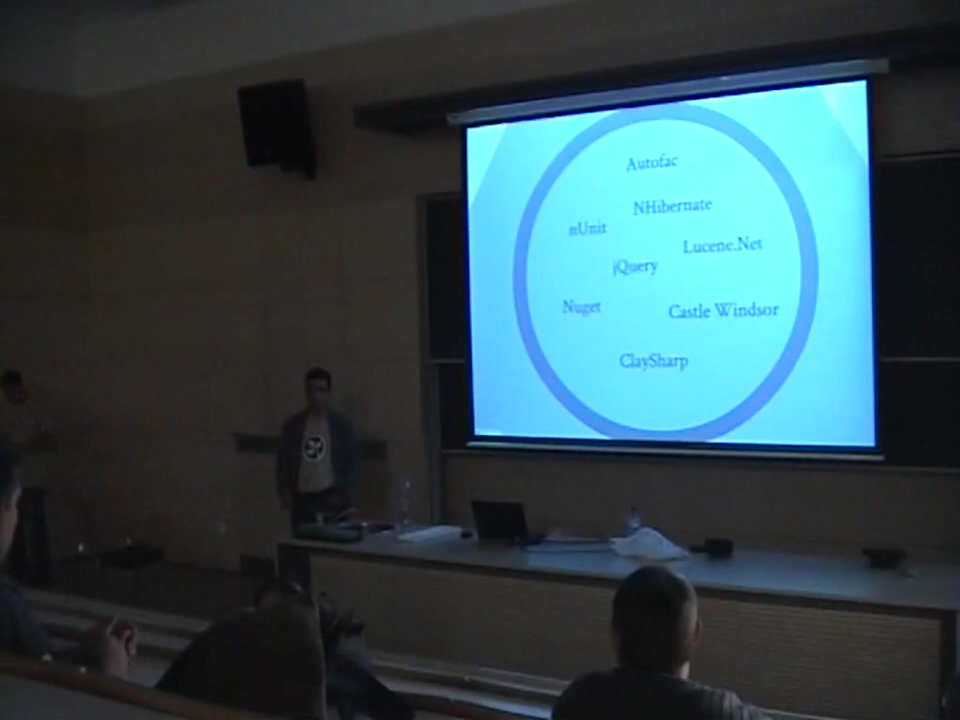 Autofac
NHibernate
nUnit
Lucene.Net
jQuery
Nuget
Castle Windsor
ClaySharp